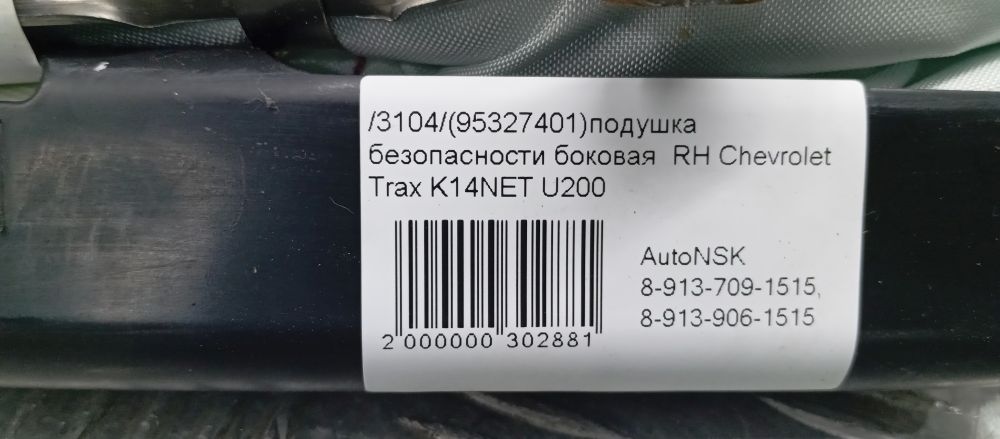 /3104/(95327401)подушка
безопасности боковая RH Chevrolet
Trax K14NET U200
AutoNSK
8-913-709-1515,
8-913-906-1515
2 000000 302881